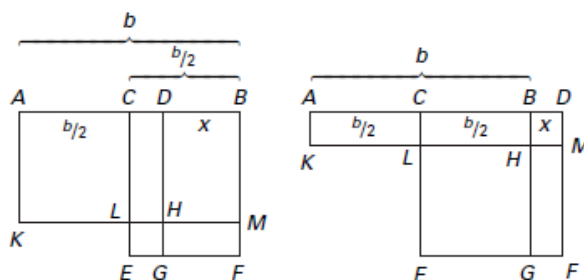 b
b/2
A C D B
b/2 x
L H M
K
E G F
b
A C B D
b/2 b/2 x
M
K L H
E G F